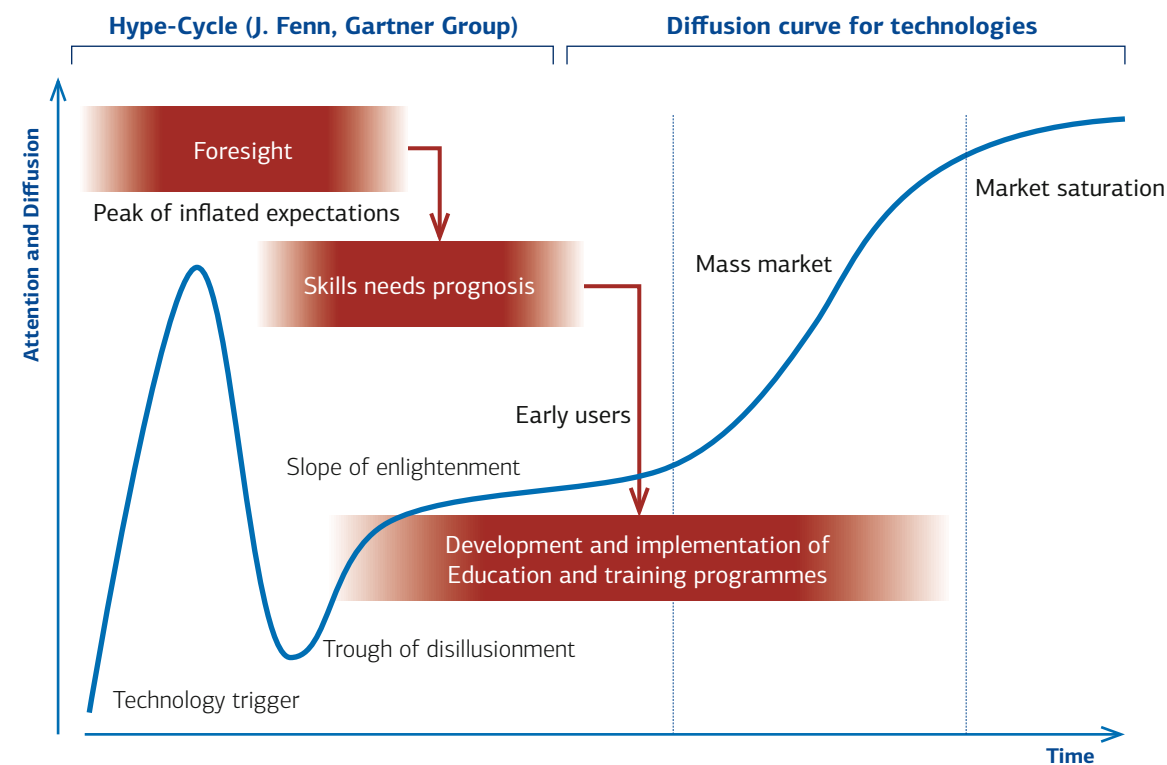 Hype-Cycle (J. Fenn, Gartner Group)
Diffusion curve for technologies
Attention and Diffusion
Foresight
Peak of inflated expectations
Market saturation
Mass market
Skills needs prognosis
Early users
Slope of enlightenment
Development and implementation of
Education and training programmes
Trough of disillusionment
Technology trigger
Time